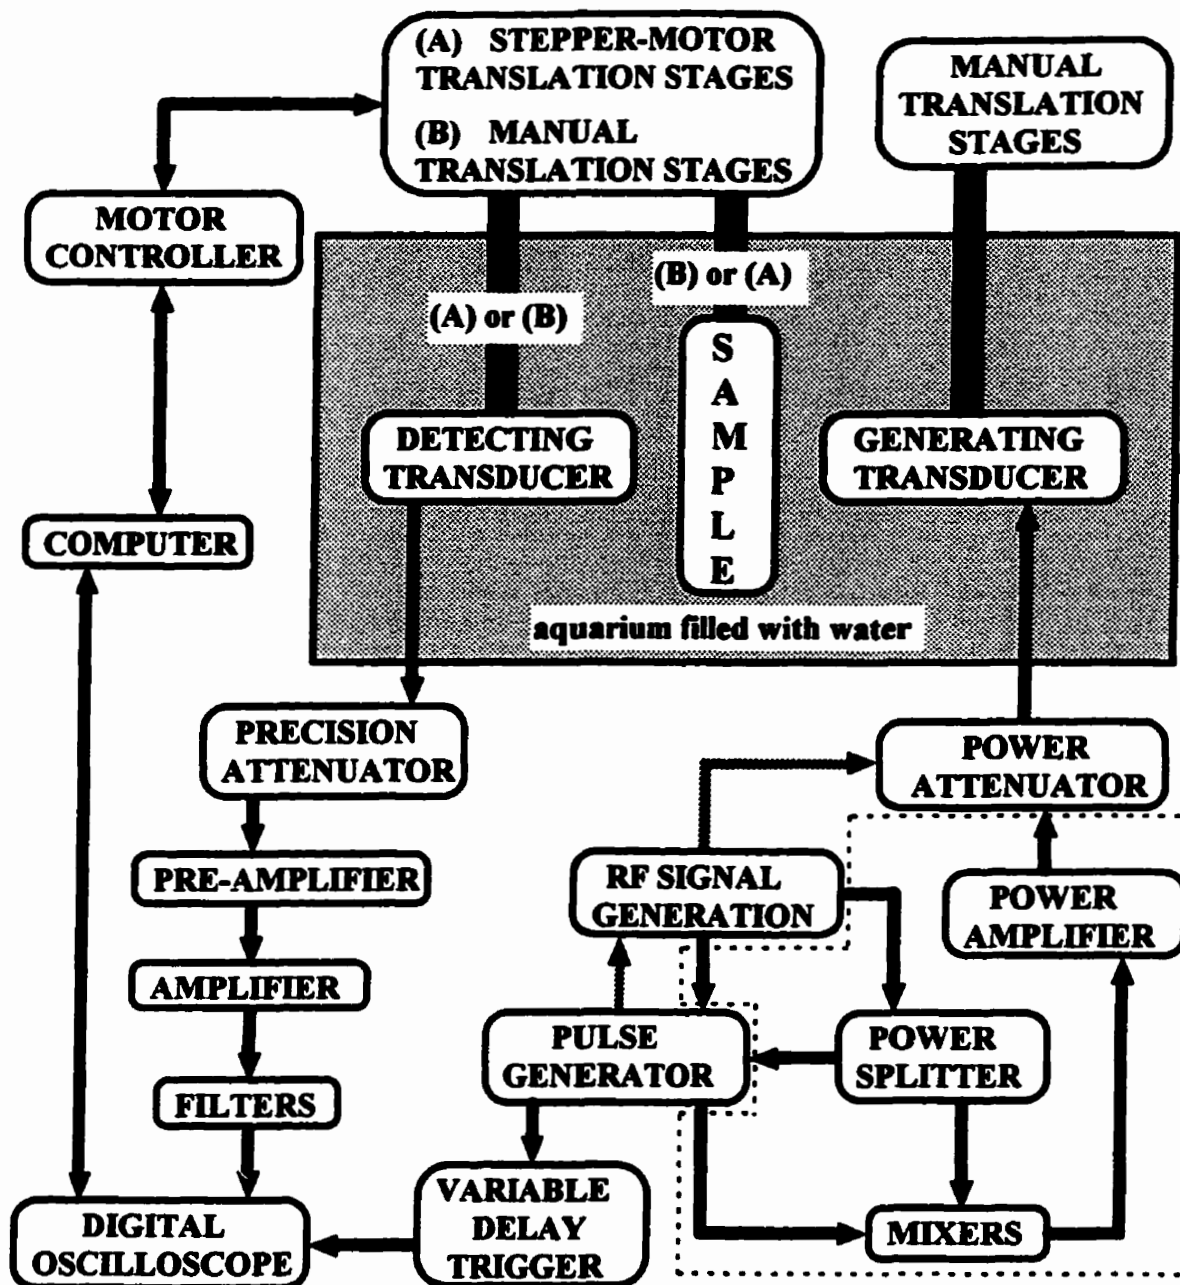 (A) STEPPER-MOTOR
TRANSLATION STAGES
(B) MANUAL
TRANSLATION STAGES
MANUAL
TRANSLATION
STAGES
MOTOR
CONTROLLER
(B) or (A)
(A) or (B)
S
A
M
P
L
E
DETECTING
TRANSDUCER
GENERATING
TRANSDUCER
COMPUTER
aquarium filled with water
PRECISION
ATTENUATOR
POWER
ATTENUATOR
PRE-AMPLIFIER
RF SIGNAL
GENERATION
POWER
AMPLIFIER
AMPLIFIER
PULSE
GENERATOR
POWER
SPLITTER
FILTERS
VARIABLE
DELAY
TRIGGER
MIXERS
DIGITAL
OSCILLOSCOPE